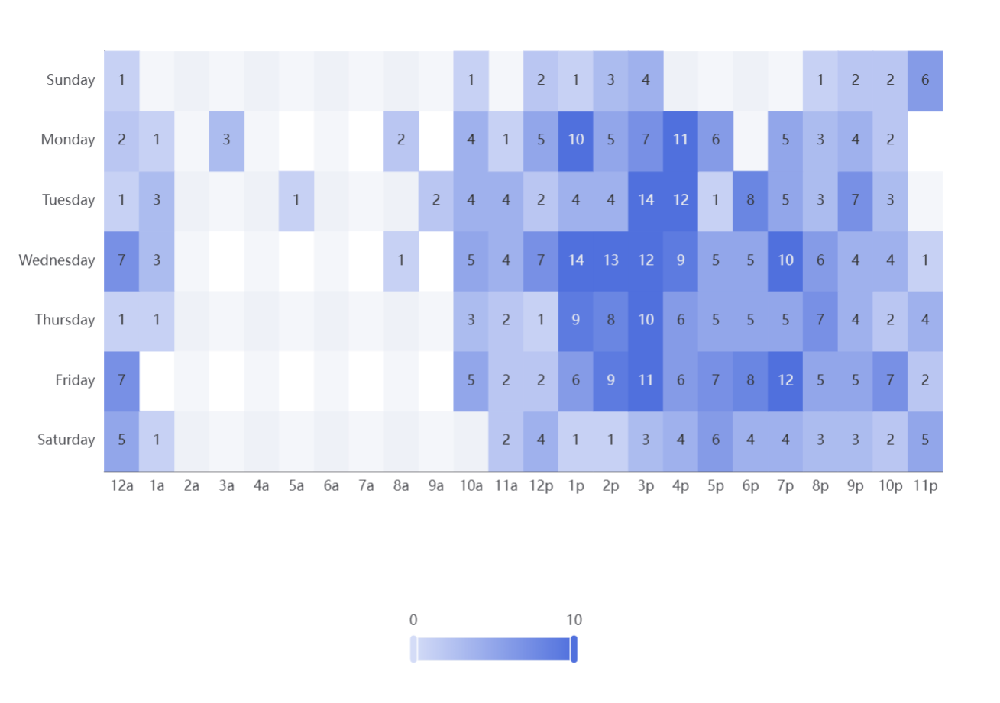 Sunday 1 1 2 1 3 4 1 2 2 6
Monday 2 1 3 2 4 1 5 10 5 7 11 6 5 3 4 2
Tuesday 1 3 1 2 4 4 2 4 4 14 12 1 8 5 3 7 3
Wednesday 7 3 1 5 4 7 14 13 12 9 5 5 10 6 4 4 1
Thursday 1 1 3 2 1 9 8 10 6 5 5 5 7 4 2 4
Friday 7 5 2 2 6 9 11 6 7 8 12 5 5 7 2
Saturday 5 1 2 4 1 1 3 4 6 4 4 3 3 2 5
12a 1a 2a 3a 4a 5a 6a 7a 8a 9a 10a 11a 12p 1p 2p 3p 4p 5p 6p 7p 8p 9p 10p 11p
0 10